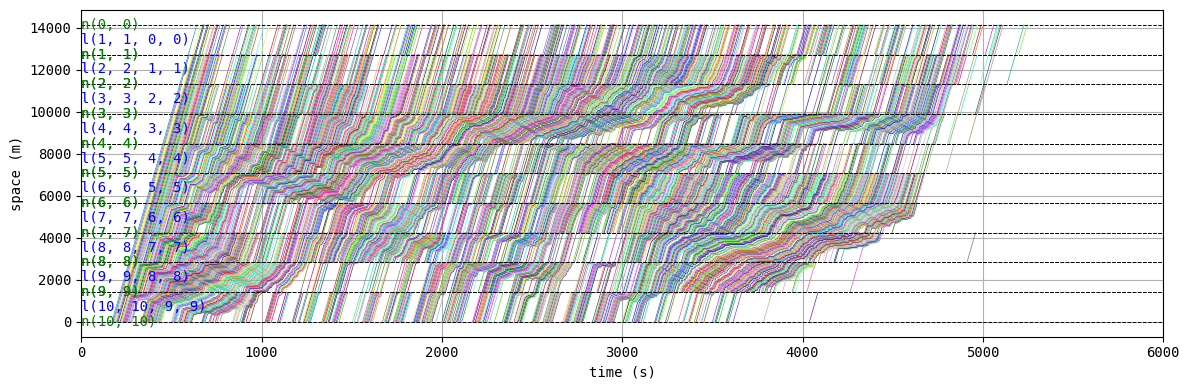 14000
12000
10000
8000
6000
4000
2000
0
space (m)
n(0, 0)
l(1, 1, 0, 0)
n(1, 1)
l(2, 2, 1, 1)
n(2, 2)
l(3, 3, 2, 2)
n(3, 3)
l(4, 4, 3, 3)
n(4, 4)
l(5, 5, 4, 4)
n(5, 5)
l(6, 6, 5, 5)
n(6, 6)
l(7, 7, 6, 6)
n(7, 7)
l(8, 8, 7, 7)
n(8, 8)
l(9, 9, 8, 8)
n(9, 9)
l(10, 10, 9, 9)
n(10, 10)
0 1000 2000 3000 4000 5000 6000
time (s)